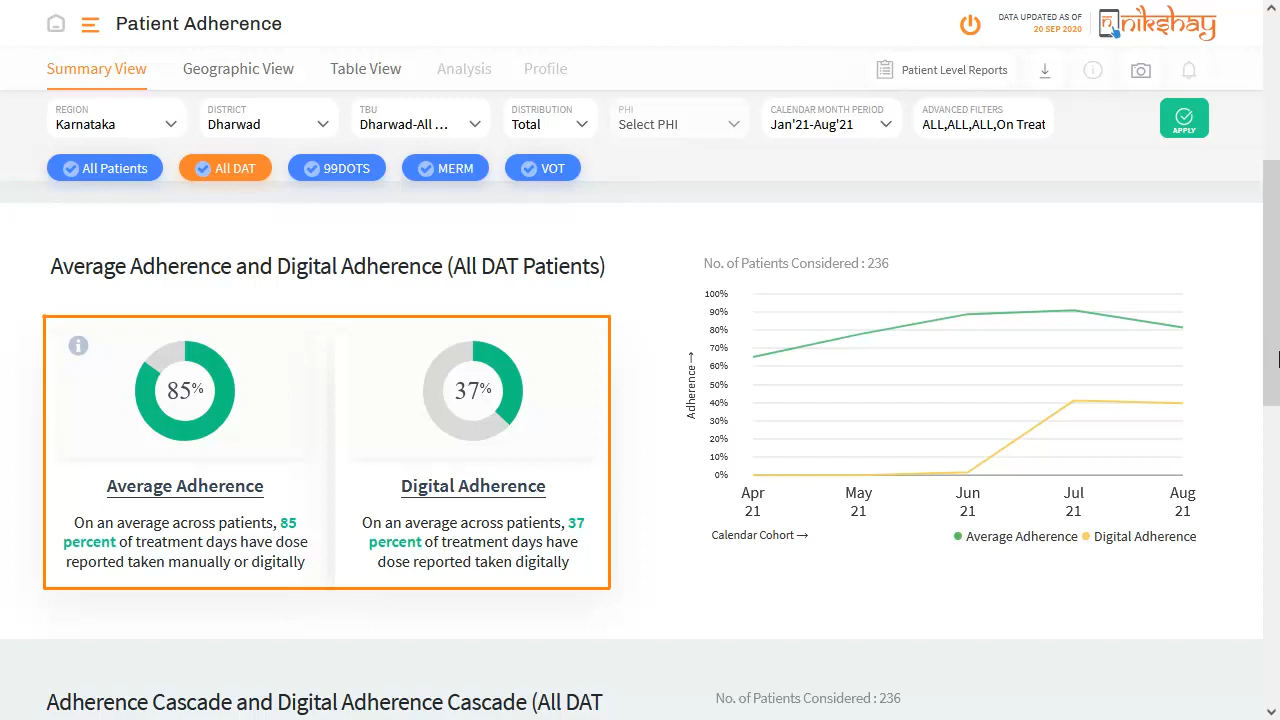 Patient Adherence
DATA UPDATED AS OF
20 SEP 2020
nनिkshay
Summary View
Geographic View
Table View
Analysis
Profile
Patient Level Reports
REGION
Karnataka
DISTRICT
Dharwad
TBU
Dharwad-All ...
DISTRIBUTION
Total
PHI
Select PHI
CALENDAR MONTH PERIOD
Jan'21-Aug'21
ADVANCED FILTERS
ALL,ALL,ALL,On Treat
APPLY
All Patients
All DAT
99DOTS
MERM
VOT
Average Adherence and Digital Adherence (All DAT Patients)
85%
Average Adherence
On an average across patients, 85
percent of treatment days have dose
reported taken manually or digitally
37%
Digital Adherence
On an average across patients, 37
percent of treatment days have
dose reported taken digitally
No. of Patients Considered : 236
Adherence→
100%
90%
80%
70%
60%
50%
40%
30%
20%
10%
0%
Apr
21
May
21
Jun
21
Jul
21
Aug
21
Calendar Cohort→
Average Adherence
Digital Adherence
Adherence Cascade and Digital Adherence Cascade (All DAT
No. of Patients Considered : 236